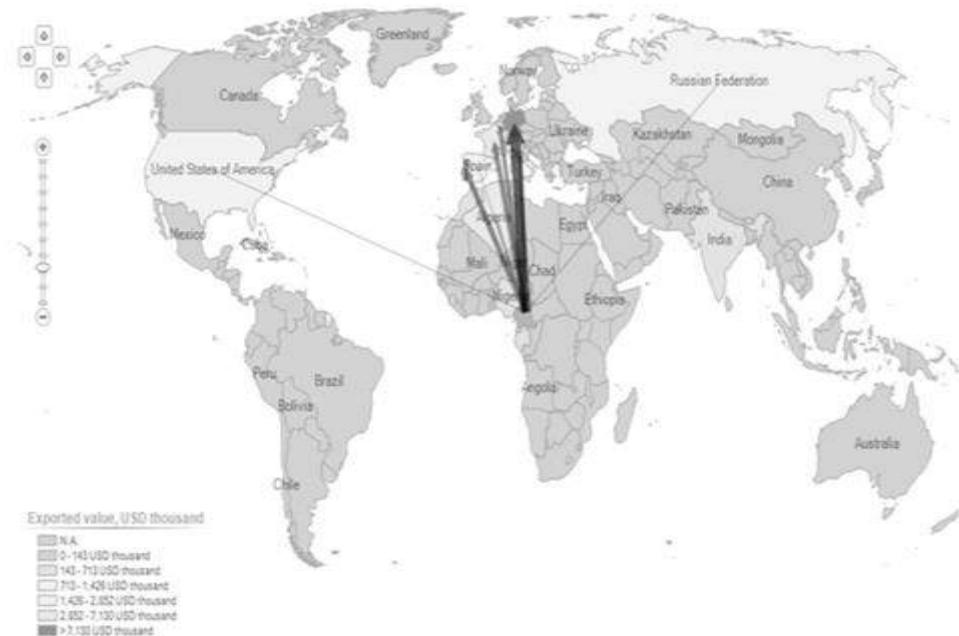 Greenland
Norway
Russian Federation
Canada
Ukraine
Kazakhstan
Mongolia
United States of America
Spain
Turkey
China
Iraq
Algeria
Pakistan
Mexico
Cuba
Egypt
India
Mali
Chad
Nigeria
Ethiopia
Peru
Brazil
Angola
Bolivia
Australia
Chile
Exported value, USD thousand
N.A.
0 - 143 USD thousand
143 - 713 USD thousand
713 - 1,426 USD thousand
1,426 - 2,852 USD thousand
2,852 - 7,130 USD thousand
> 7,130 USD thousand